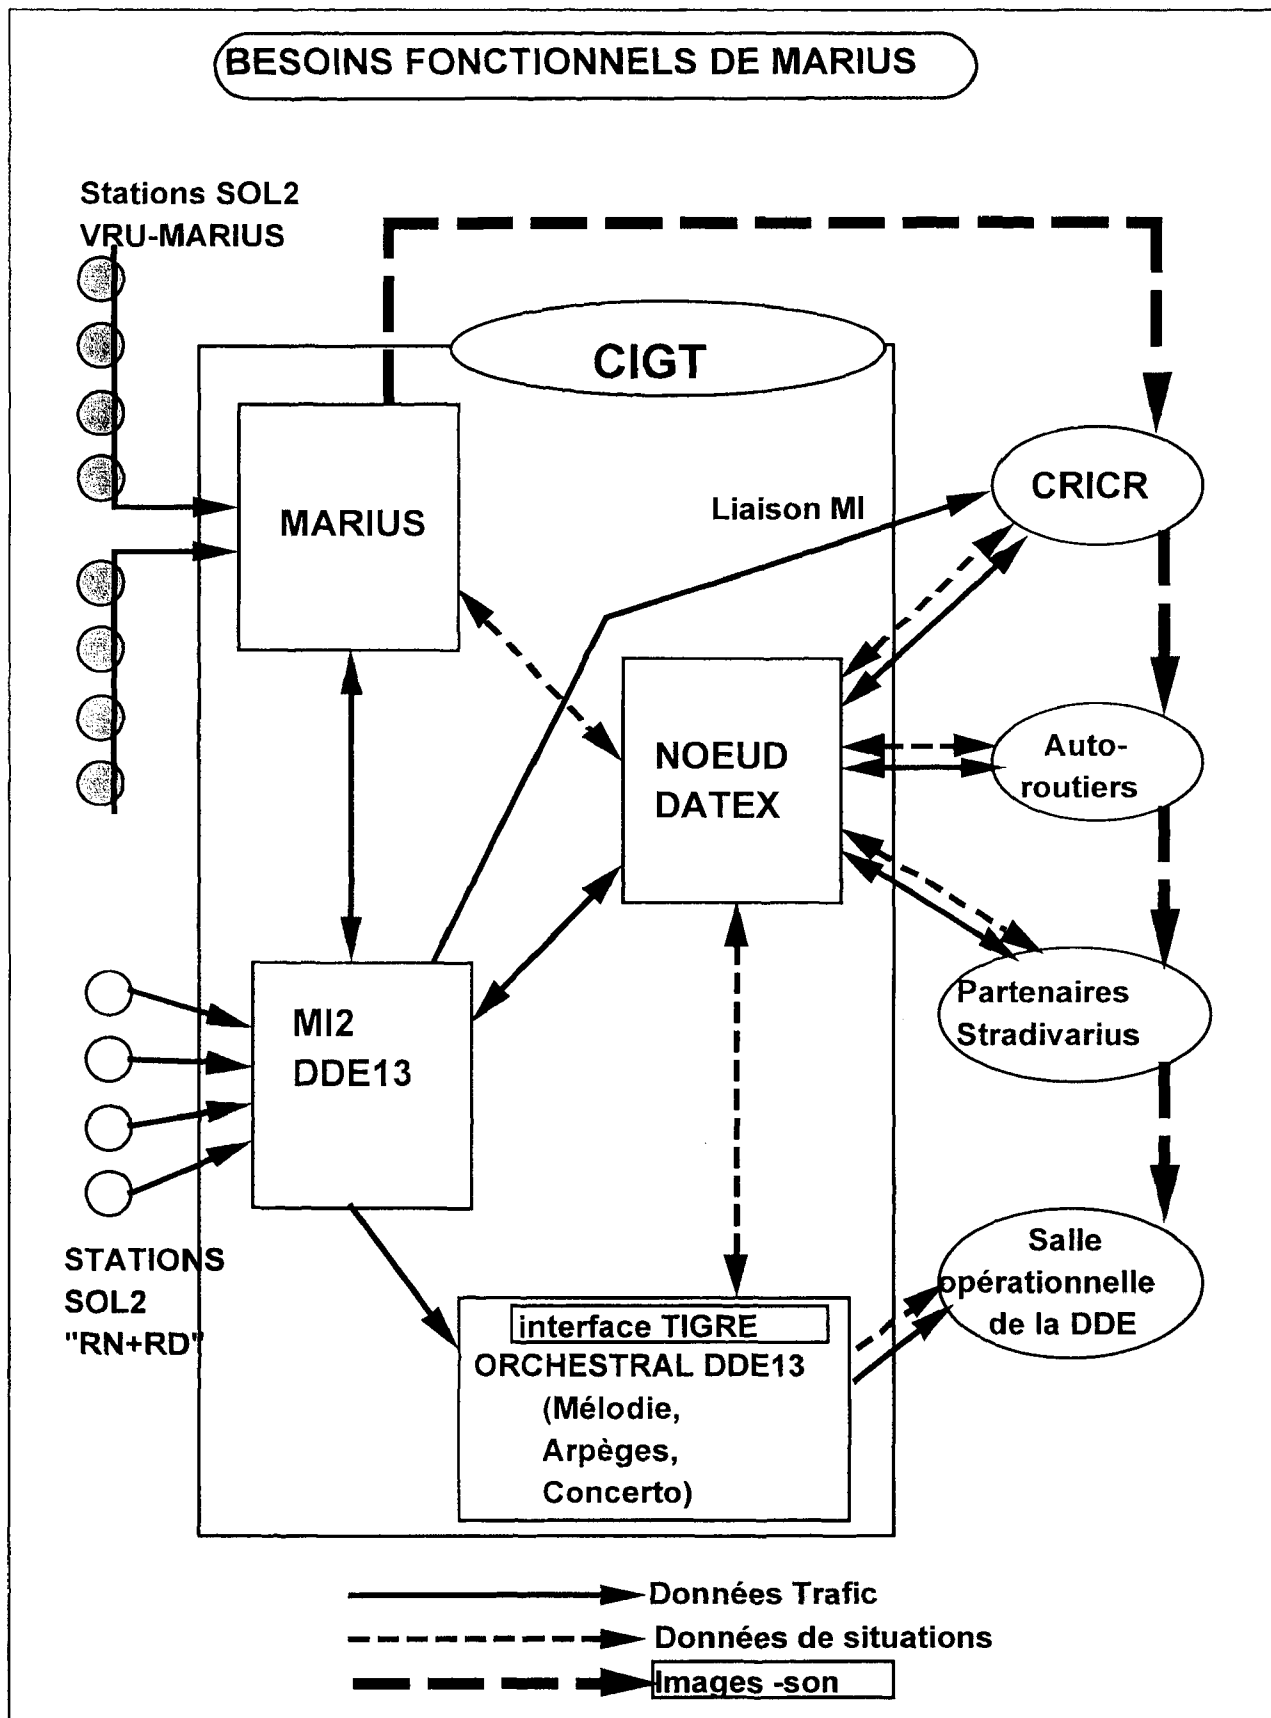 BESOINS FONCTIONNELS DE MARIUS
Stations SOL2
VRU-MARIUS
CIGT
MARIUS
Liaison MI
CRICR
NOEUD
DATEX
Auto-
routiers
MI2
DDE13
Partenaires
Stradivarius
STATIONS
SOL2
"RN+RD"
Salle
opérationnelle
de la DDE
interface TIGRE
ORCHESTRAL DDE13
(Mélodie,
Arpèges,
Concerto)
Données Trafic
Données de situations
Images -son